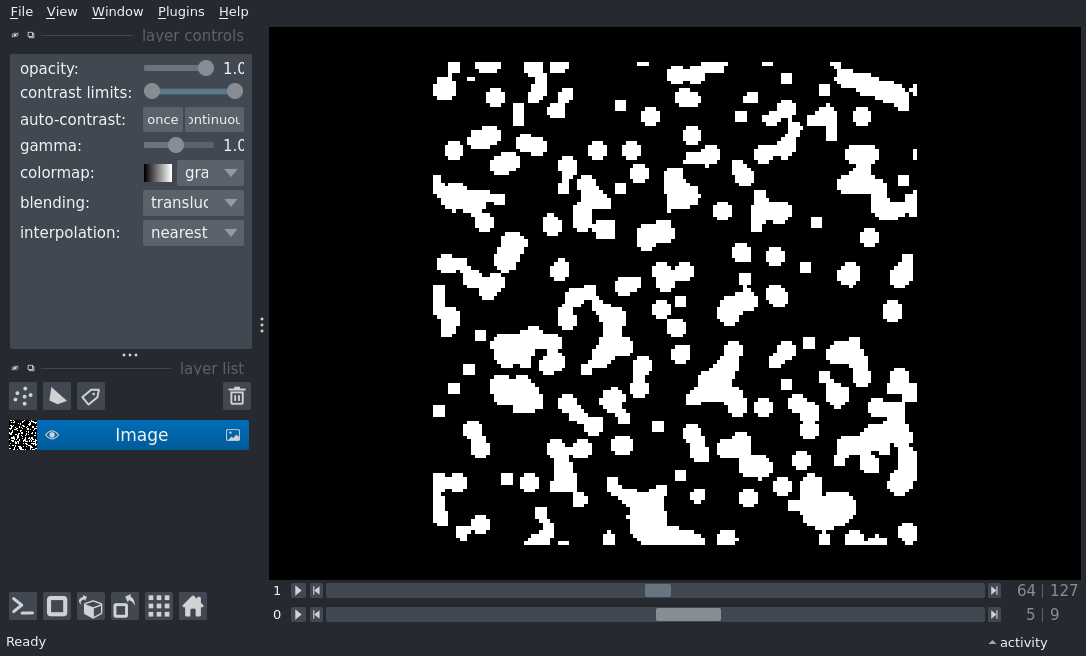 File View Window Plugins Help
layer controls
opacity: 1.0
contrast limits:
auto-contrast: once ontinuou
gamma: 1.0
colormap: gra
blending: transluc
interpolation: nearest
layer list
Image
1 64 | 127
0 5 | 9
Ready activity